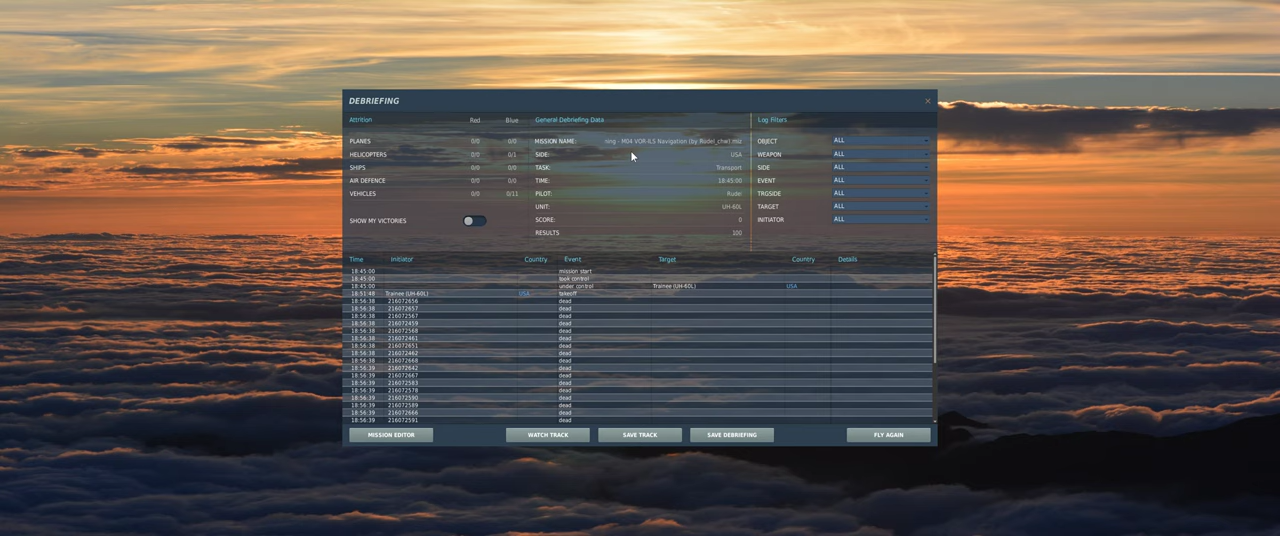 DEBRIEFING ×
Attrition Red Blue General Debriefing Data Log Filters
PLANES 0/0 0/0 MISSION NAME: ning - M04 VOR-ILS Navigation (by Rudel_chw).miz OBJECT ALL
HELICOPTERS 0/0 0/1 SIDE: USA WEAPON ALL
SHIPS 0/0 0/0 TASK: Transport SIDE ALL
AIR DEFENCE 0/0 0/0 TIME: 18:45:00 EVENT ALL
VEHICLES 0/0 0/11 PILOT: Rudel TRGSIDE ALL
UNIT: UH-60L TARGET ALL
SHOW MY VICTORIES SCORE: 0 INITIATOR ALL
RESULTS 100
Time Initiator Country Event Target Country Details
18:45:00 mission start
18:45:00 took control
18:45:00 under control Trainee (UH-60L) USA
18:51:48 Trainee (UH-60L) USA takeoff
18:56:38 216072656 dead
18:56:38 216072657 dead
18:56:38 216072567 dead
18:56:38 216072459 dead
18:56:38 216072568 dead
18:56:38 216072461 dead
18:56:38 216072651 dead
18:56:38 216072462 dead
18:56:38 216072668 dead
18:56:39 216072642 dead
18:56:39 216072667 dead
18:56:39 216072583 dead
18:56:39 216072578 dead
18:56:39 216072590 dead
18:56:39 216072589 dead
18:56:39 216072666 dead
18:56:39 216072591 dead
MISSION EDITOR WATCH TRACK SAVE TRACK SAVE DEBRIEFING FLY AGAIN